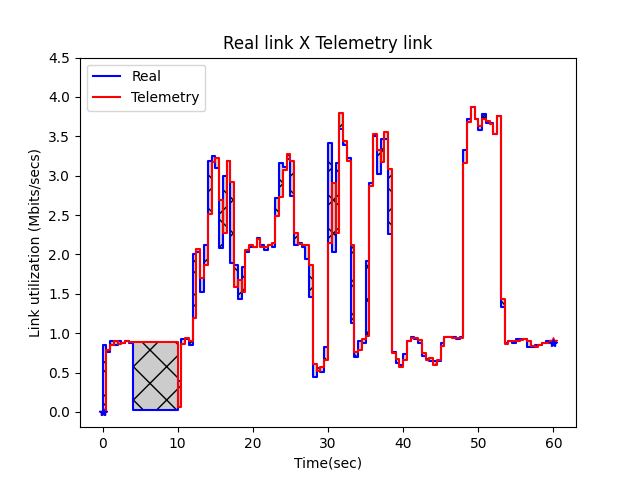 Real link X Telemetry link
Real
Telemetry
Link utilization (Mbits/secs)
4.5
4.0
3.5
3.0
2.5
2.0
1.5
1.0
0.5
0.0
0 10 20 30 40 50 60
Time(sec)